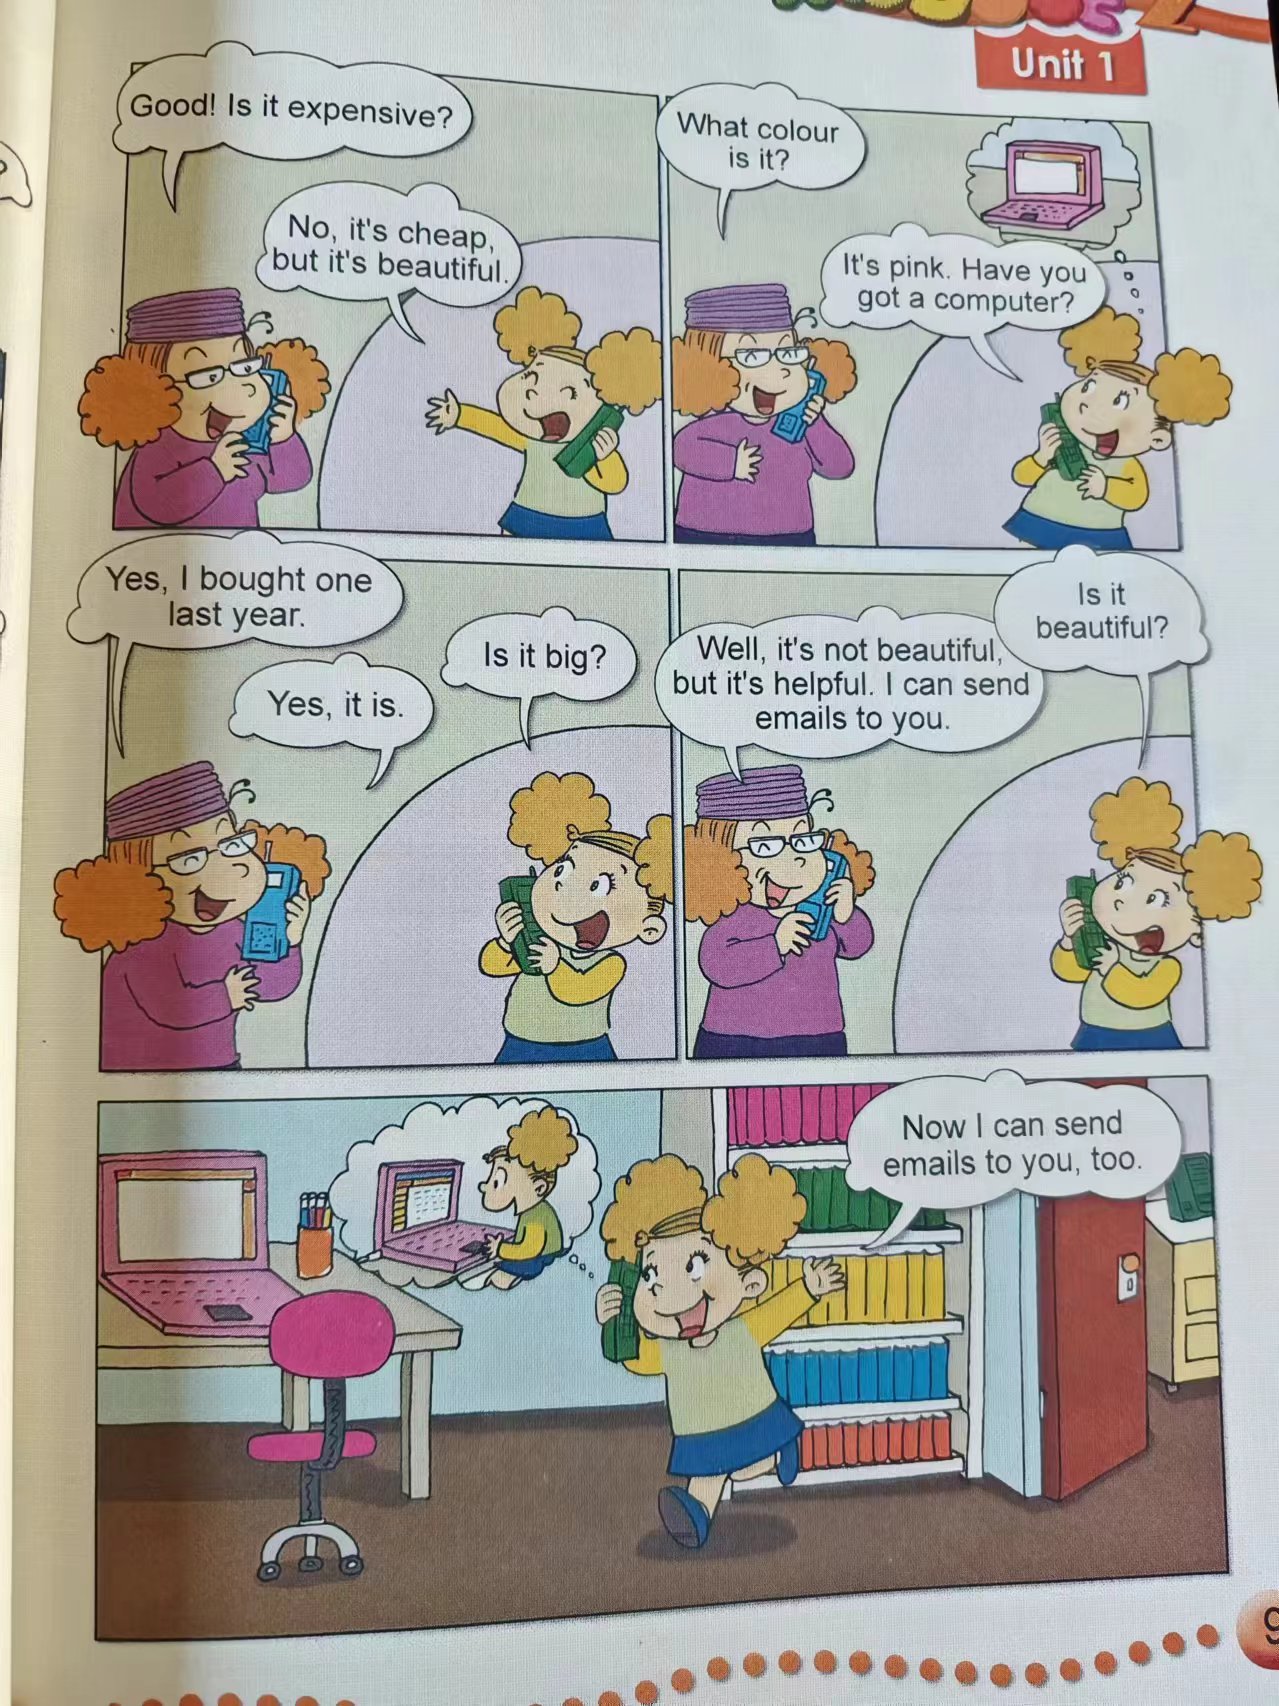 Unit 1
Good! Is it expensive?
No, it's cheap,
but it's beautiful.
What colour
is it?
It's pink. Have you
got a computer?
Yes, I bought one
last year.
Is it big?
Yes, it is.
Is it
beautiful?
Well, it's not beautiful,
but it's helpful. I can send
emails to you.
Now I can send
emails to you, too.
9